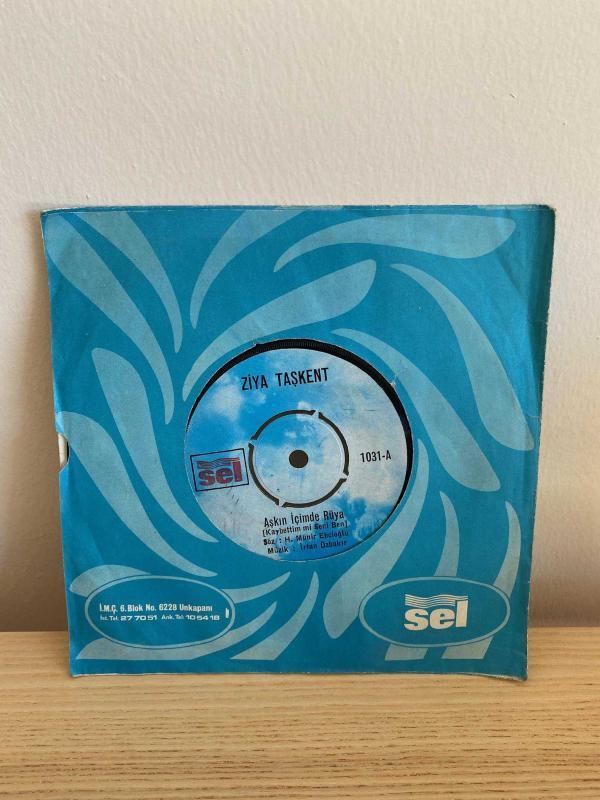 ZİYA TAŞKENT
sel
1031-A
Aşkın İçimde Rüya
[Kaybettim mi Seni Ben]
Söz : H. Münir Ebcioğlu
Müzik : İrfan Özbakır
İ.M.Ç. 6. Blok No. 6228 Unkapanı
İst. Tel: 27 70 51 Ank. Tel: 10 54 18
sel